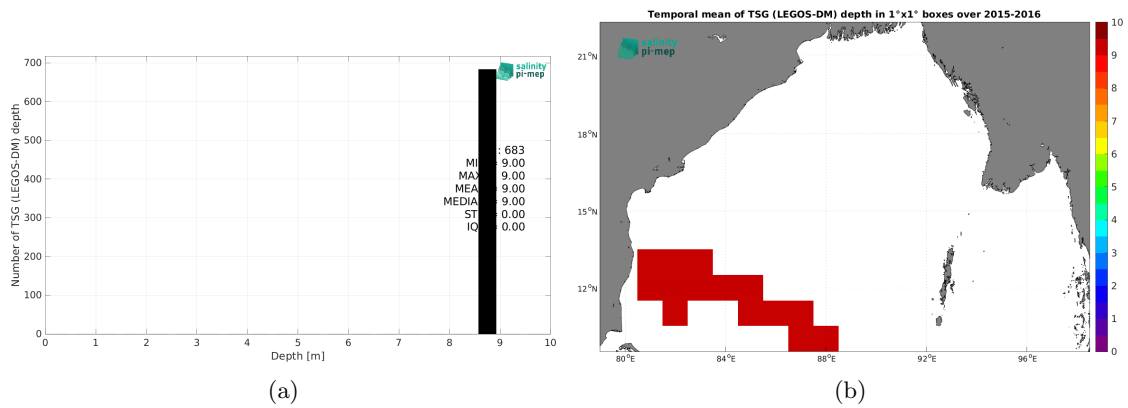 salinity
pi-mep
Number of TSG (LEGOS-DM) depth
700
600
500
400
300
200
100
0
: 683
MI = 9.00
MAX 9.00
MEA 9.00
MEDIA 9.00
ST = 0.00
IQ 0.00
0 1 2 3 4 5 6 7 8 9 10
Depth [m]
(a)
Temporal mean of TSG (LEGOS-DM) depth in 1°x1° boxes over 2015-2016
salinity
pi-mep
21°N
18°N
15°N
12°N
80°E 84°E 88°E 92°E 96°E
10
9
8
7
6
5
4
3
2
1
0
(b)